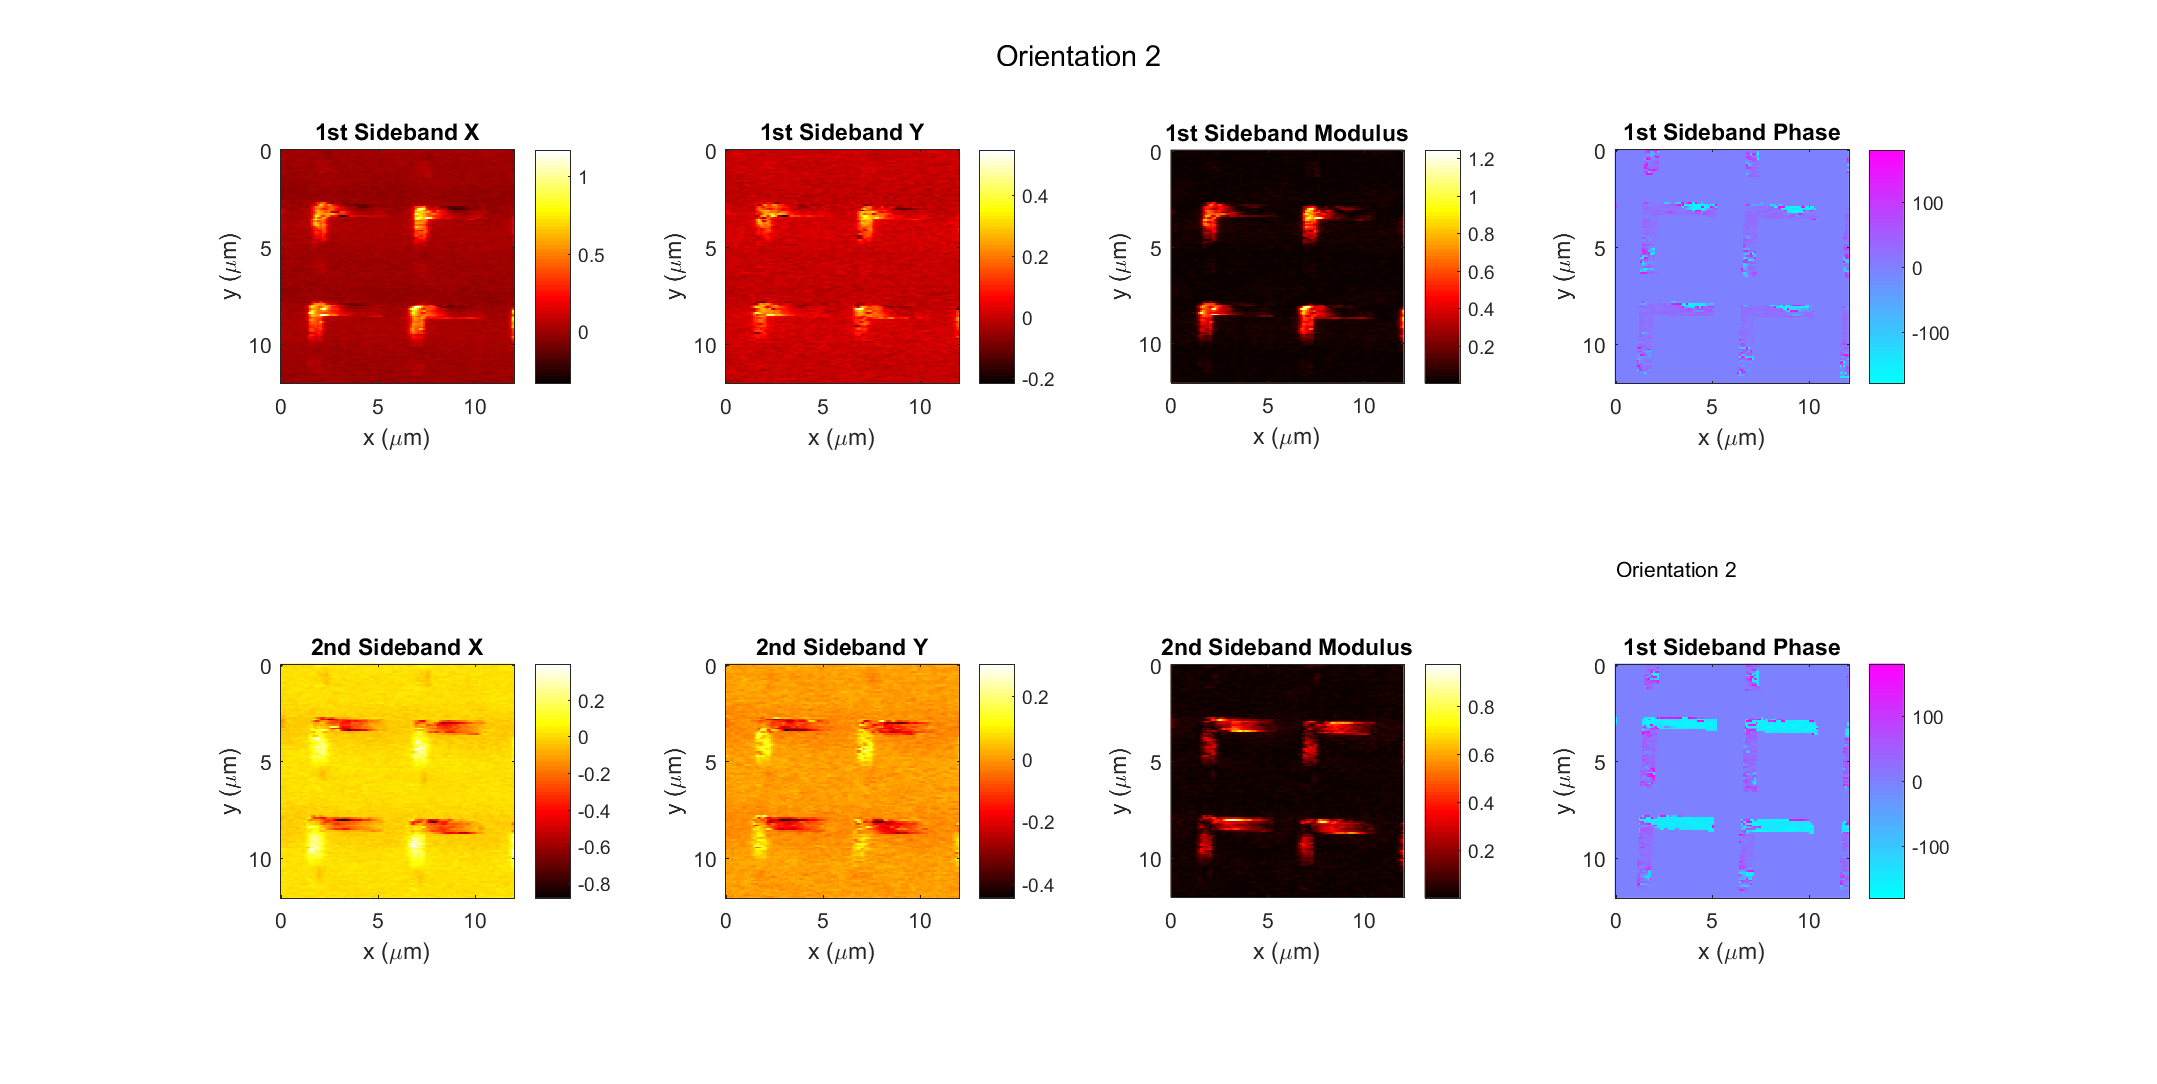 Orientation 2
1st Sideband X
1st Sideband Y
1st Sideband Modulus
1st Sideband Phase
0
5
10
y (μm)
0 5 10
x (μm)
1
0.5
0
0
5
10
y (μm)
0 5 10
x (μm)
0.4
0.2
0
-0.2
0
5
10
y (μm)
0 5 10
x (μm)
1.2
1
0.8
0.6
0.4
0.2
0
5
10
y (μm)
0 5 10
x (μm)
100
0
-100
Orientation 2
2nd Sideband X
2nd Sideband Y
2nd Sideband Modulus
1st Sideband Phase
0
5
10
y (μm)
0 5 10
x (μm)
0.2
0
-0.2
-0.4
-0.6
-0.8
0
5
10
y (μm)
0 5 10
x (μm)
0.2
0
-0.2
-0.4
0
5
10
y (μm)
0 5 10
x (μm)
0.8
0.6
0.4
0.2
0
5
10
y (μm)
0 5 10
x (μm)
100
0
-100